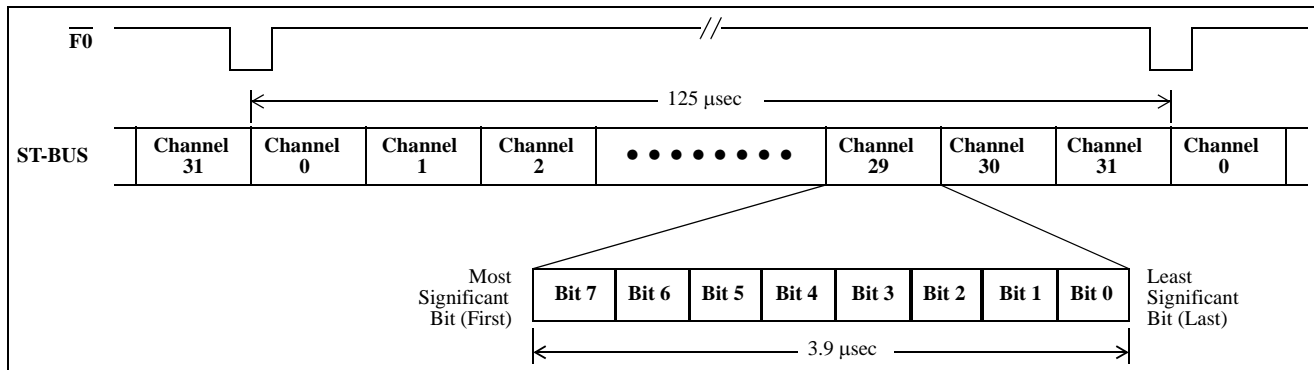 F0
125 µsec
ST-BUS
Channel 31
Channel 0
Channel 1
Channel 2
Channel 29
Channel 30
Channel 31
Channel 0
Most
Significant
Bit (First)
Bit 7
Bit 6
Bit 5
Bit 4
Bit 3
Bit 2
Bit 1
Bit 0
Least
Significant
Bit (Last)
3.9 µsec